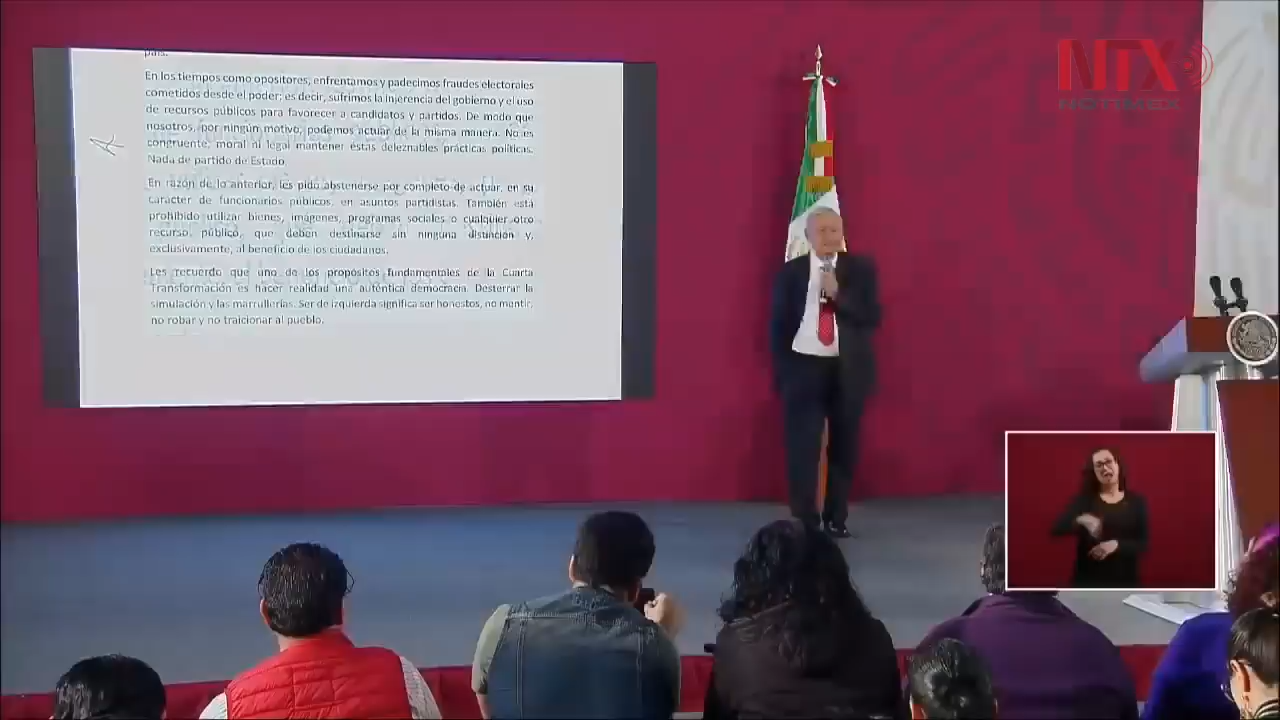 país.
En los tiempos como opositores, enfrentamos y padecimos fraudes electorales
cometidos desde el poder; es decir, sufrimos la injerencia del gobierno y el uso
de recursos públicos para favorecer a candidatos y partidos. De modo que
nosotros, por ningún motivo, podemos actuar de la misma manera. No es
congruente, moral ni legal mantener éstas deleznables prácticas políticas.
Nada de partido de Estado.
En razón de lo anterior, les pido abstenerse por completo de actuar, en su
carácter de funcionarios públicos, en asuntos partidistas. También está
prohibido utilizar bienes, imágenes, programas sociales o cualquier otro
recurso público, que deben destinarse sin ninguna distinción y,
exclusivamente, al beneficio de los ciudadanos.
Les recuerdo que uno de los propósitos fundamentales de la Cuarta
Transformación es hacer realidad una auténtica democracia. Desterrar la
simulación y las marrullerías. Ser de izquierda significa ser honestos, no mentir,
no robar y no traicionar al pueblo.
NTX
NOTIMEX